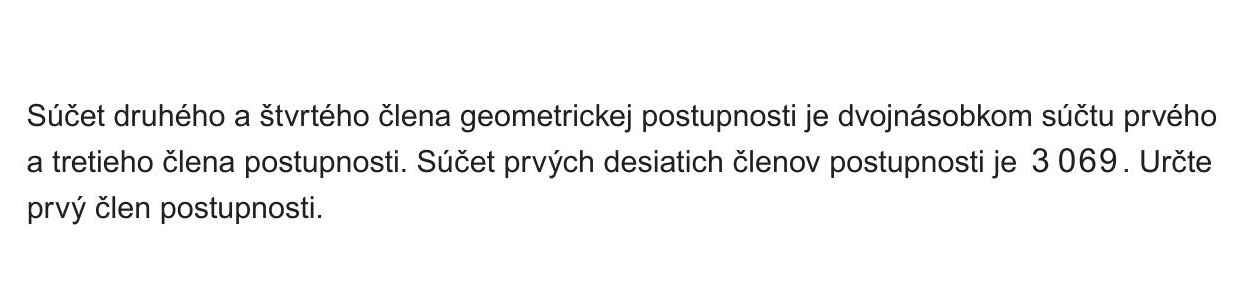 Súčet druhého a štvrtého člena geometrickej postupnosti je dvojnásobkom súčtu prvého
a tretieho člena postupnosti. Súčet prvých desiatich členov postupnosti je 3 069. Určte
prvý člen postupnosti.